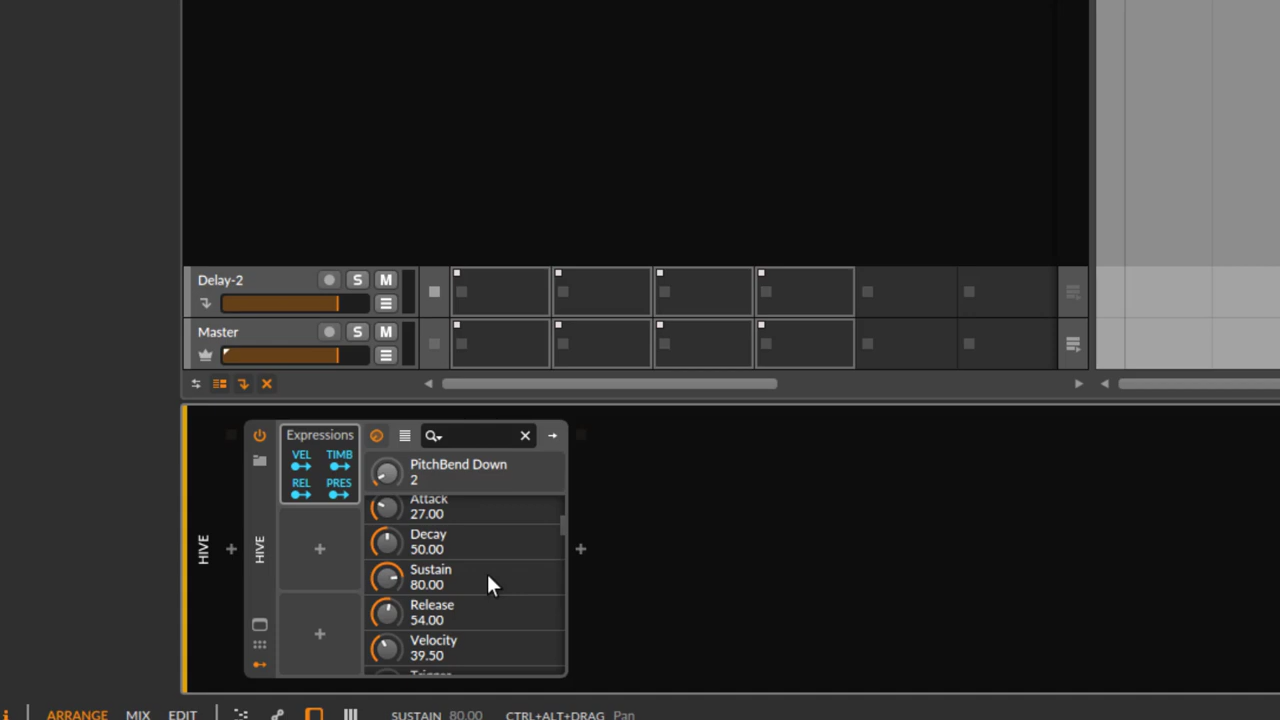 Delay-2
S
M
Master
S
M
HIVE
HIVE
Expressions
VEL
TIMB
REL
PRES
PitchBend Down
2
Attack
27.00
Decay
50.00
Sustain
80.00
Release
54.00
Velocity
39.50
ARRANGE MIX EDIT SUSTAIN 80.00 CTRL+ALT+DRAG Pan